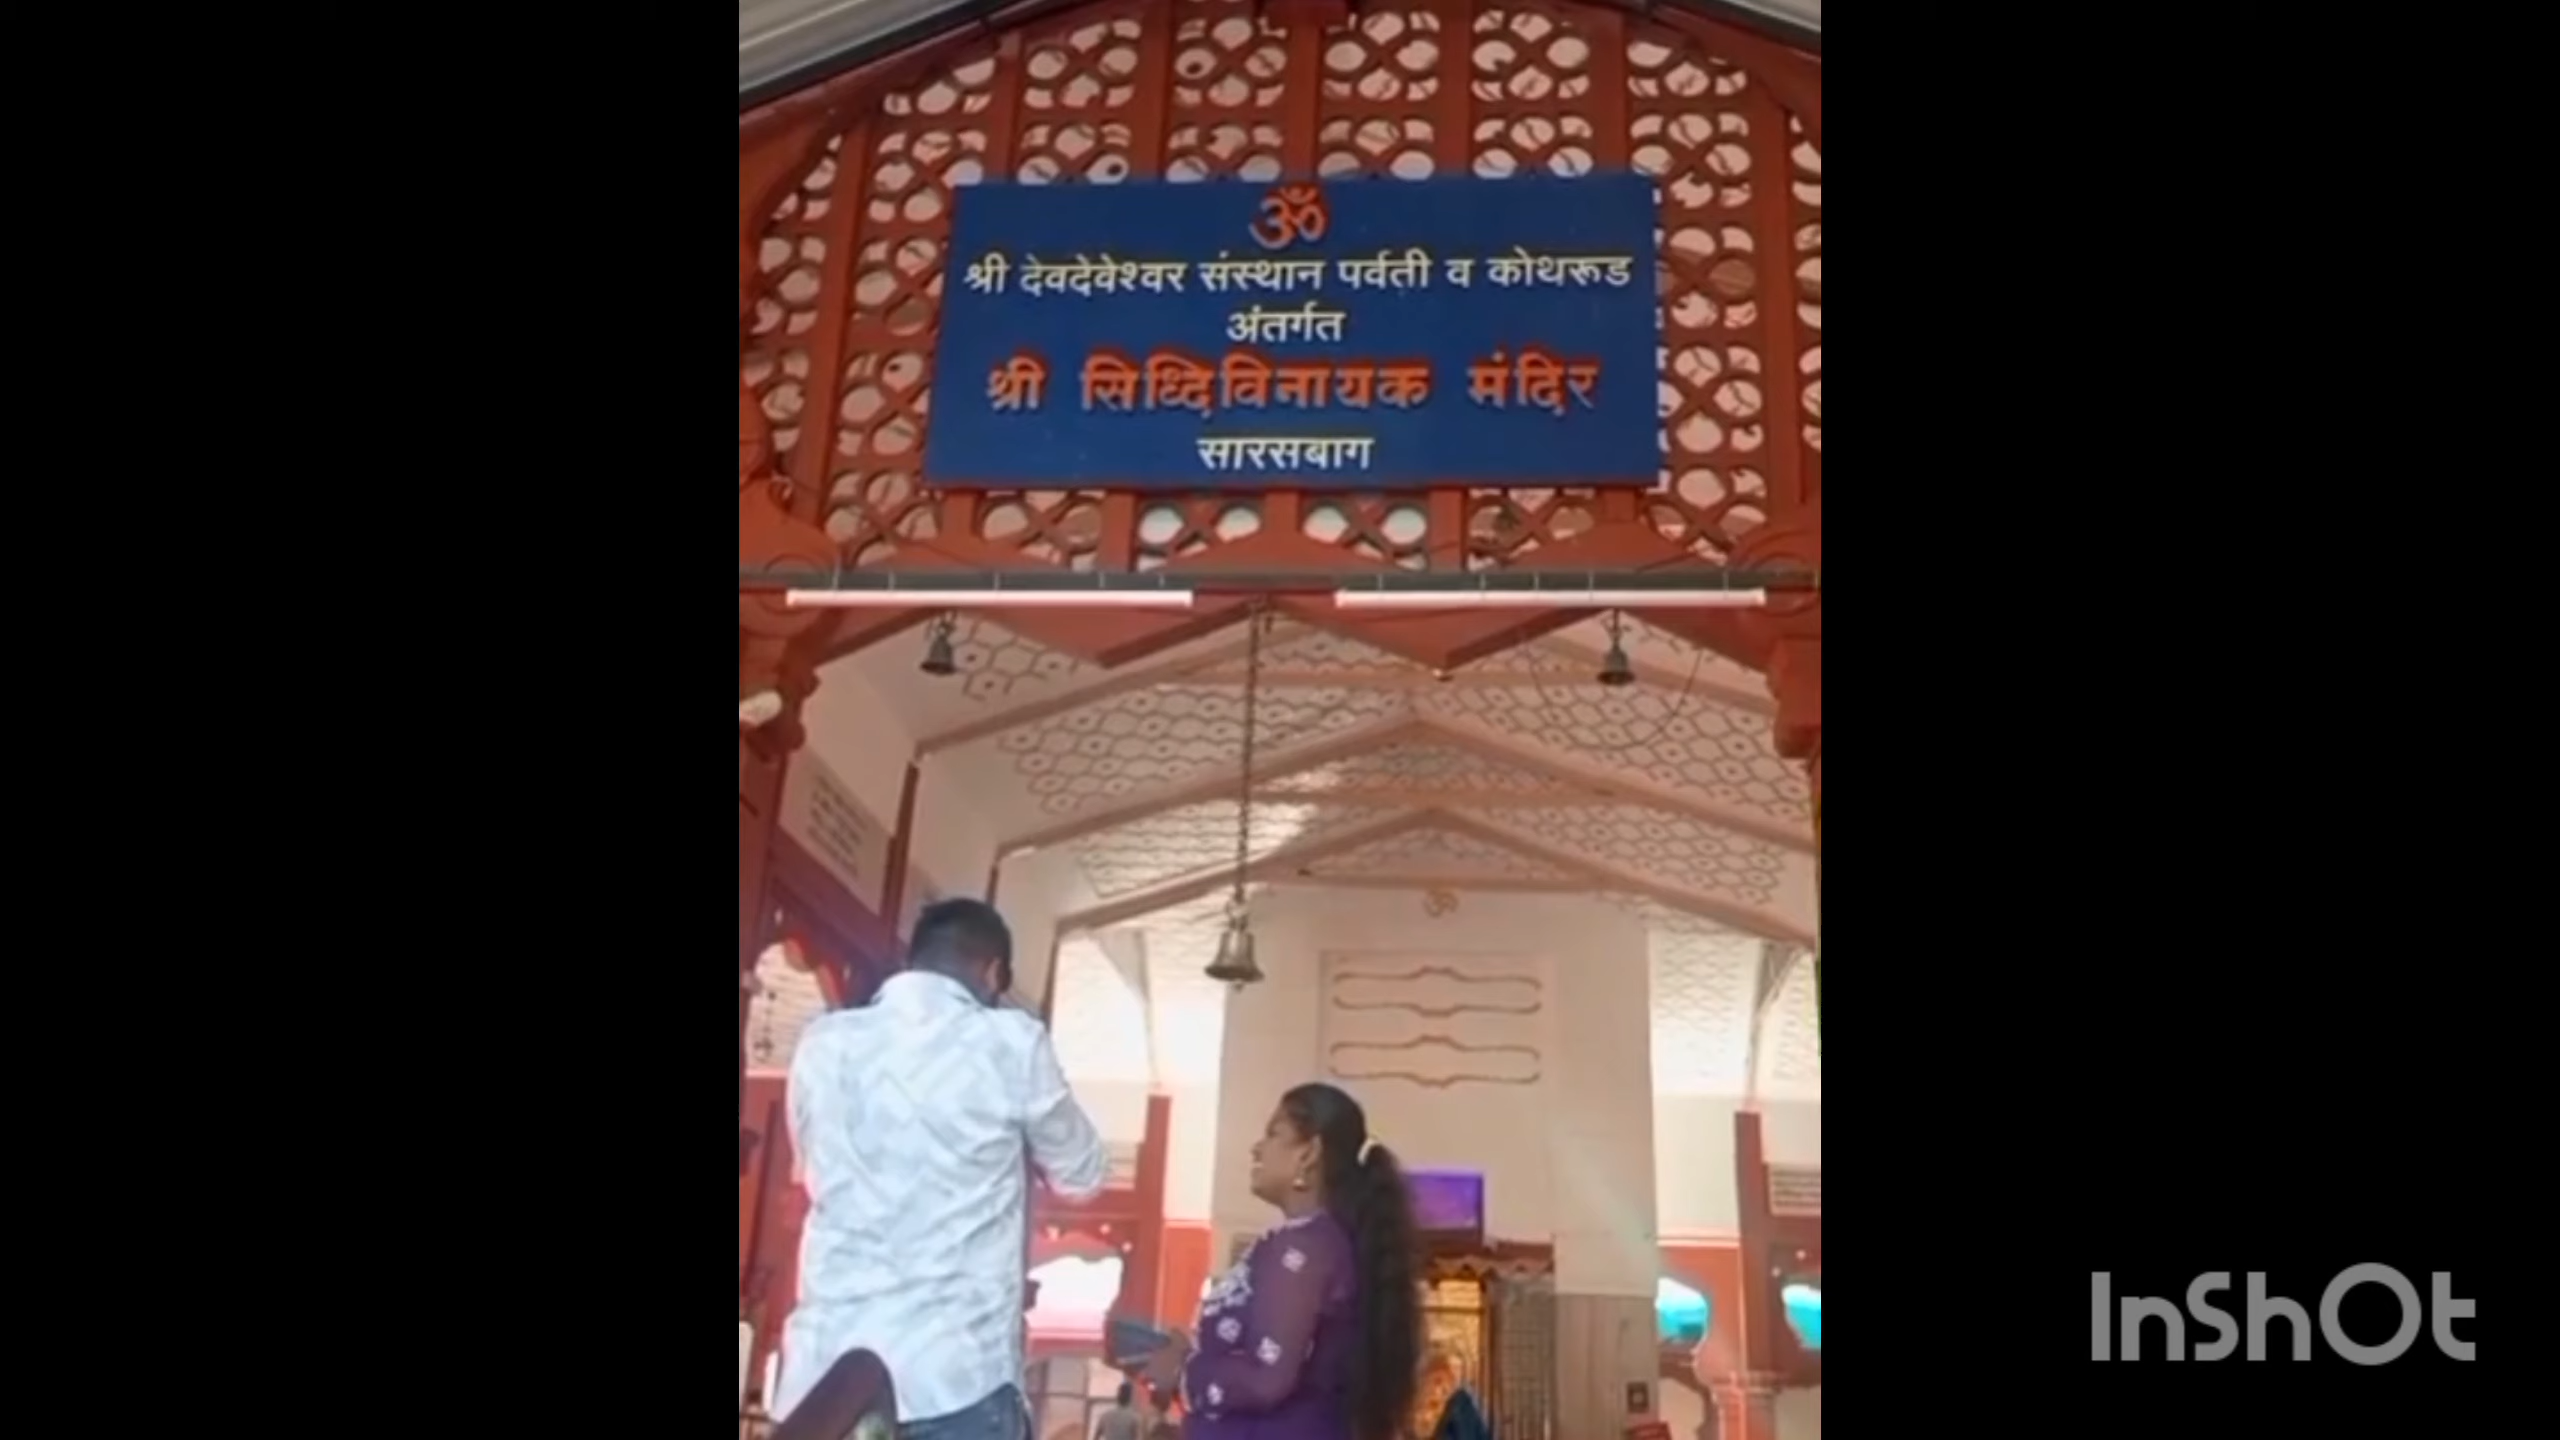 ॐ
श्री देवदेवेश्वर संस्थान पर्वती व कोथरूड
अंतर्गत
श्री सिध्दिविनायक मंदिर
सारसबाग
InShOt